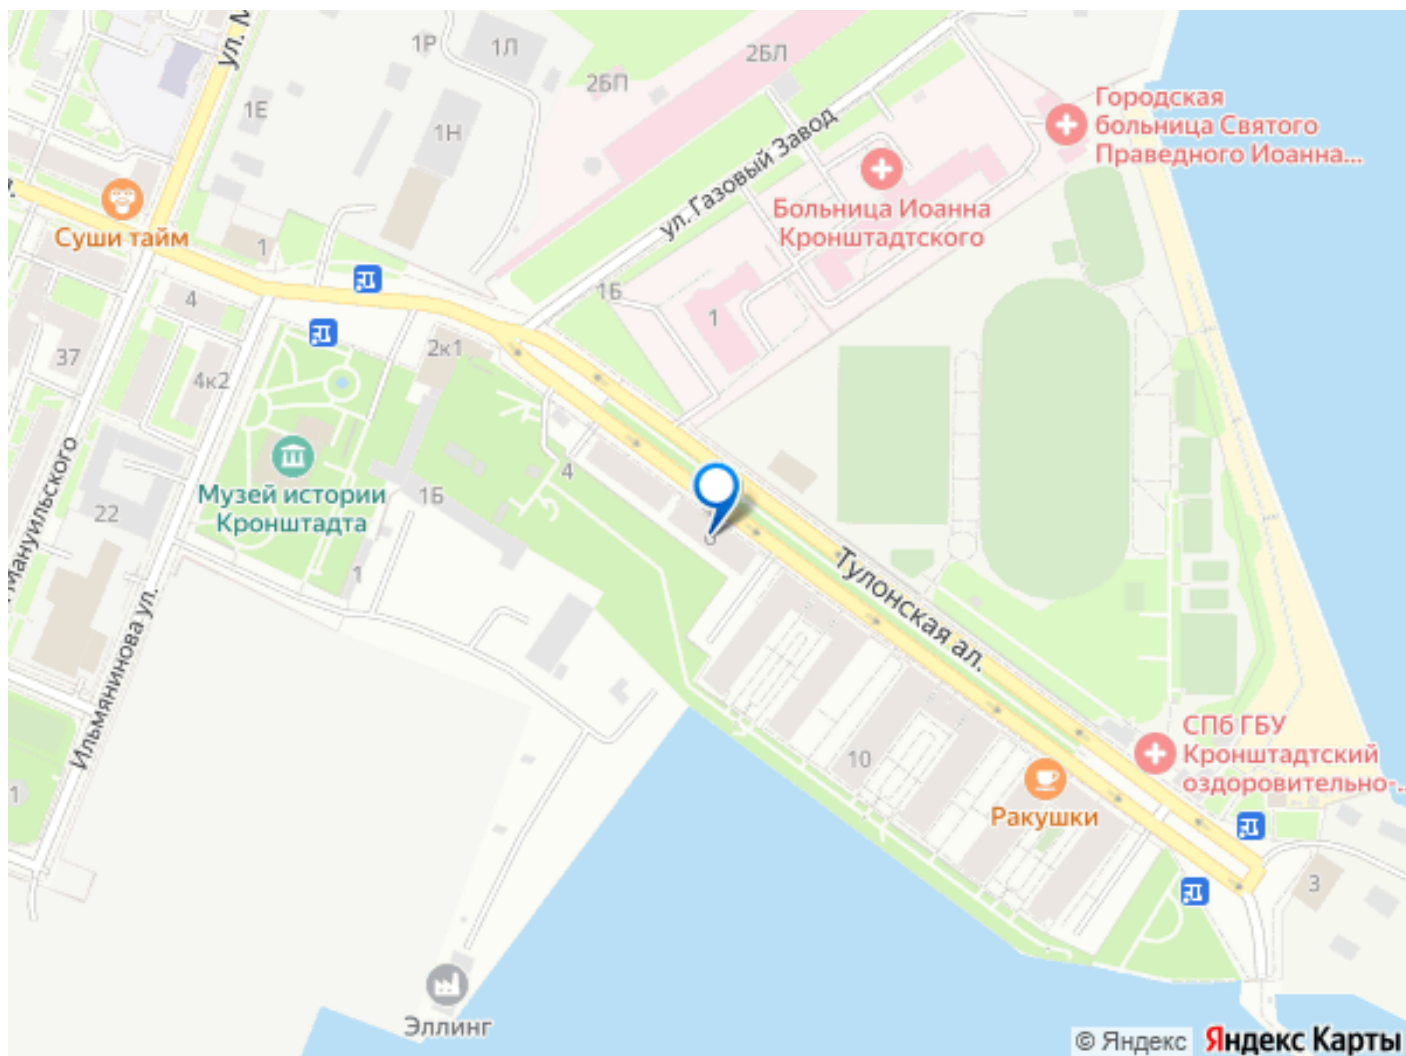 ул. М
1Р
1Л
2БЛ
2БП
1Е
1Н
Городская
больница Святого
Праведного Иоанна...
ул. Газовый Завод
Больница Иоанна
Кронштадтского
Суши тайм
1
4
1Б
1
2к1
37
4к2
Мануильского
Музей истории
Кронштадта
4
1Б
22
1
Тулонская ал.
Ильмянинова ул.
1
10
СПб ГБУ
Кронштадтский
оздоровительно-...
Ракушки
3
Эллинг
© Яндекс Яндекс Карты